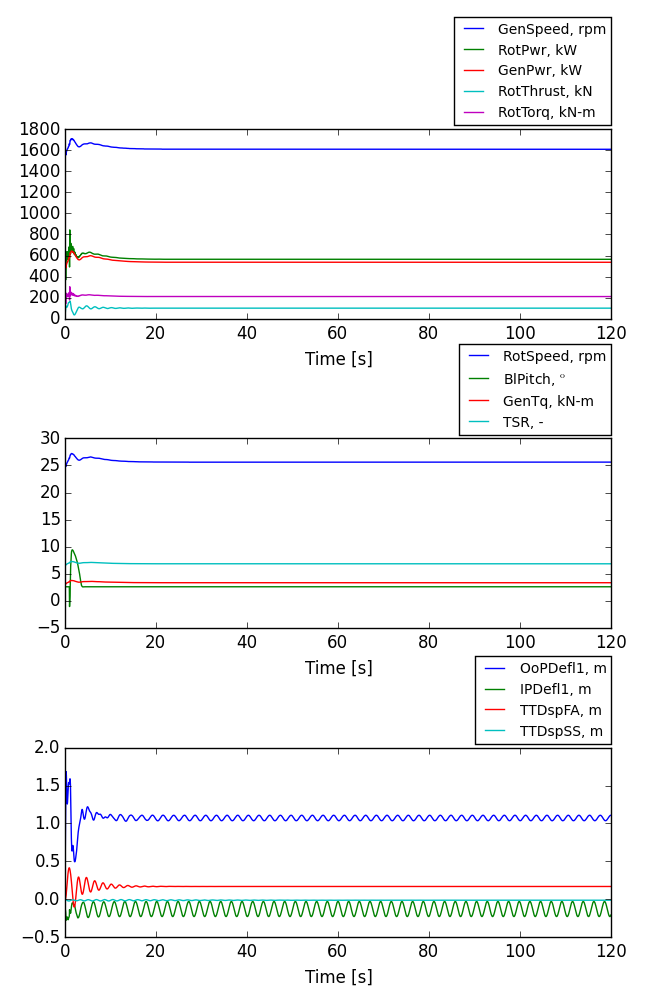 GenSpeed, rpm
RotPwr, kW
GenPwr, kW
RotThrust, kN
RotTorq, kN-m
1800
1600
1400
1200
1000
800
600
400
200
0
0 20 40 60 80 100 120
Time [s]
RotSpeed, rpm
BlPitch, °
GenTq, kN-m
TSR, -
30
25
20
15
10
5
0
−5
0 20 40 60 80 100 120
Time [s]
OoPDefl1, m
IPDefl1, m
TTDspFA, m
TTDspSS, m
2.0
1.5
1.0
0.5
0.0
−0.5
0 20 40 60 80 100 120
Time [s]